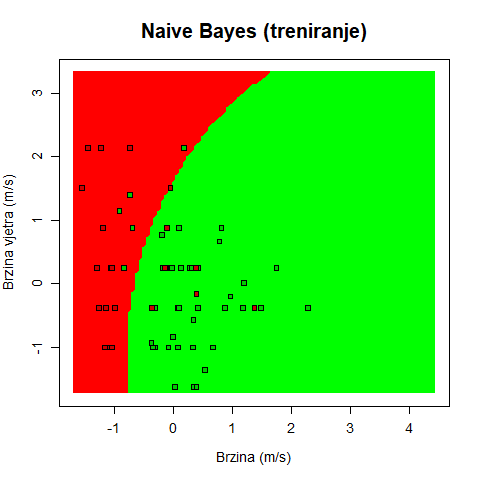 Naive Bayes (treniranje)
Brzina vjetra (m/s)
3
2
1
0
-1
-1 0 1 2 3 4
Brzina (m/s)